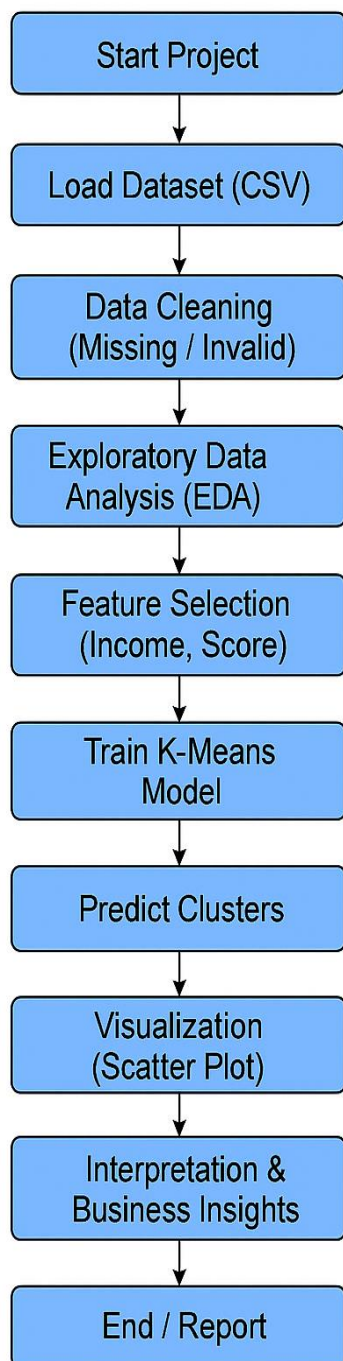 Start Project
Load Dataset (CSV)
Data Cleaning
(Missing / Invalid)
Exploratory Data
Analysis (EDA)
Feature Selection
(Income, Score)
Train K-Means
Model
Predict Clusters
Visualization
(Scatter Plot)
Interpretation &
Business Insights
End / Report